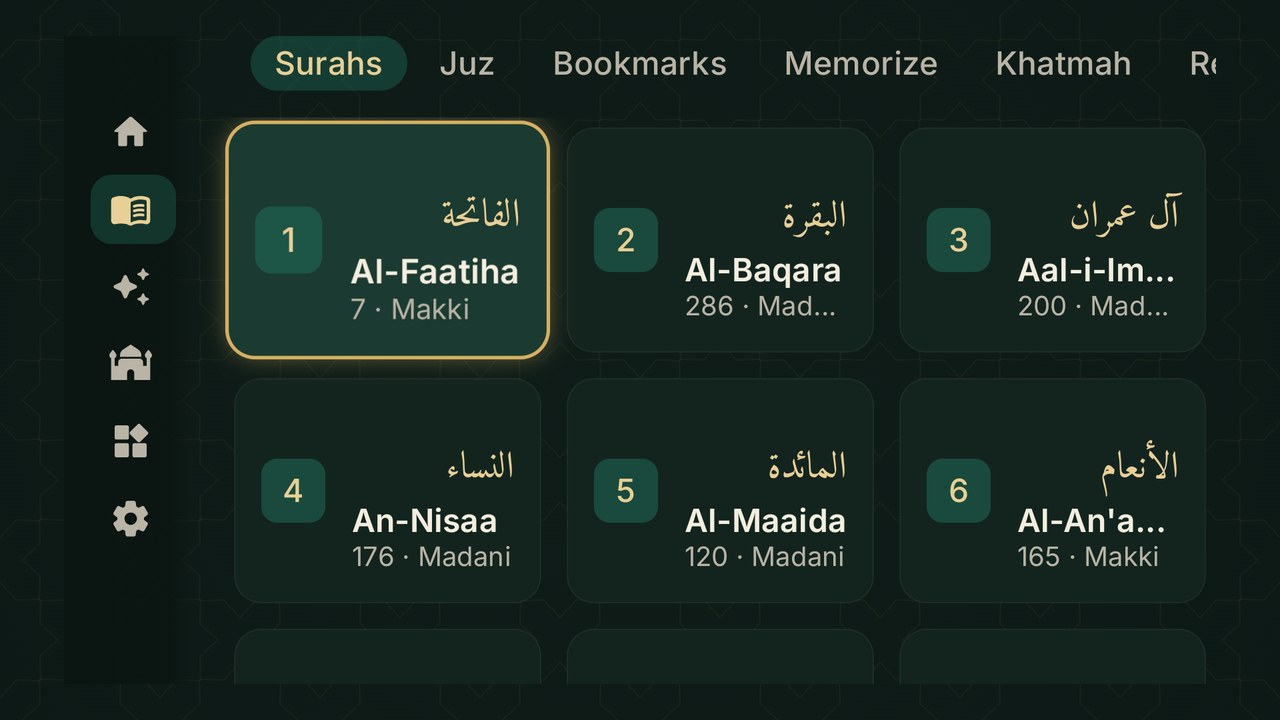 Surahs Juz Bookmarks Memorize Khatmah
1
الفاتحة
Al-Faatiha
7 · Makki
2
البقرة
Al-Baqara
286 · Mad...
3
آل عمران
Aal-i-Im...
200 · Mad...
4
النساء
An-Nisaa
176 · Madani
5
المائدة
Al-Maaida
120 · Madani
6
الأنعام
Al-An'a...
165 · Makki